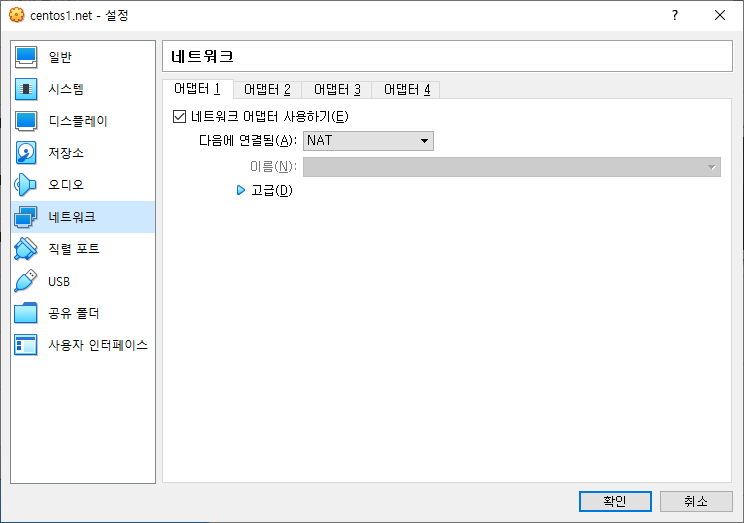 centos1.net - 설정
?
일반
시스템
디스플레이
저장소
오디오
네트워크
직렬 포트
USB
공유 폴더
사용자 인터페이스
네트워크
어댑터 1 어댑터 2 어댑터 3 어댑터 4
네트워크 어댑터 사용하기(E)
다음에 연결됨(A): NAT
이름(N):
고급(D)
확인 취소